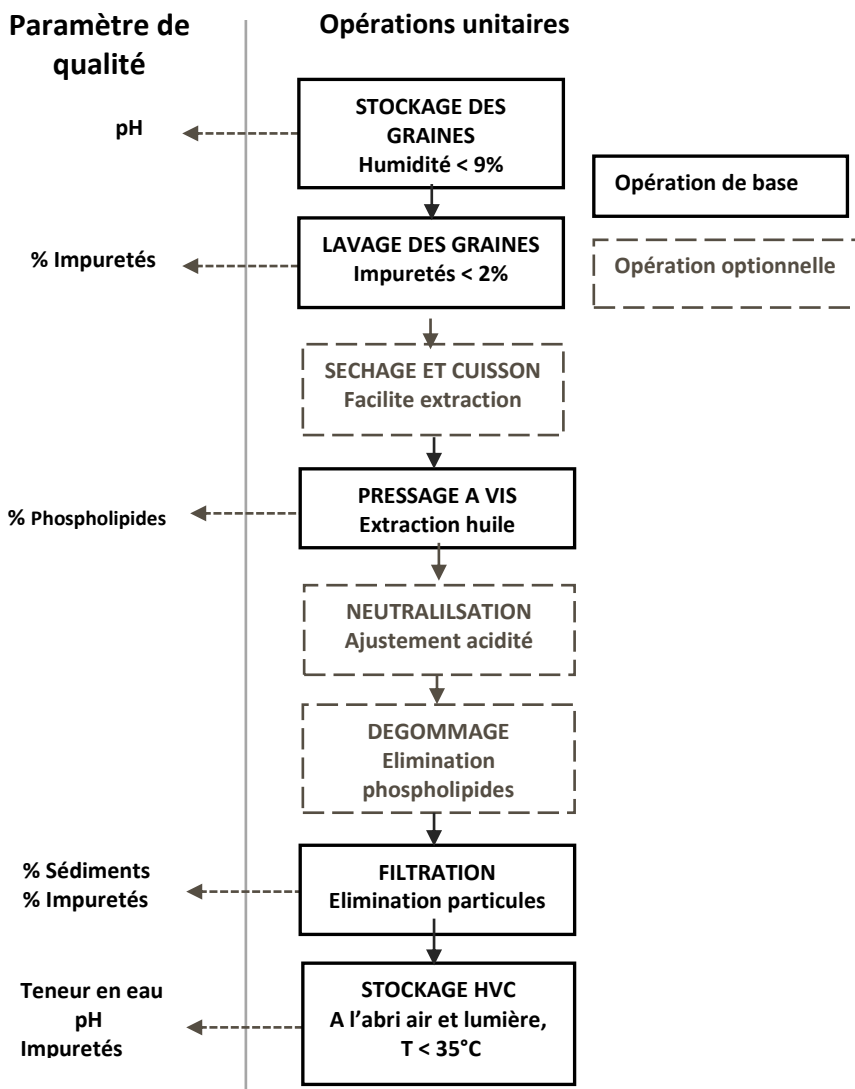 Paramètre de
qualité
Opérations unitaires
pH
STOCKAGE DES
GRAINES
Humidité < 9%
Opération de base
% Impuretés
LAVAGE DES GRAINES
Impuretés < 2%
Opération optionnelle
SECHAGE ET CUISSON
Facilite extraction
% Phospholipides
PRESSAGE A VIS
Extraction huile
NEUTRALILSATION
Ajustement acidité
DEGOMMAGE
Elimination
phospholipides
% Sédiments
% Impuretés
FILTRATION
Elimination particules
Teneur en eau
pH
Impuretés
STOCKAGE HVC
A l'abri air et lumière,
T < 35°C